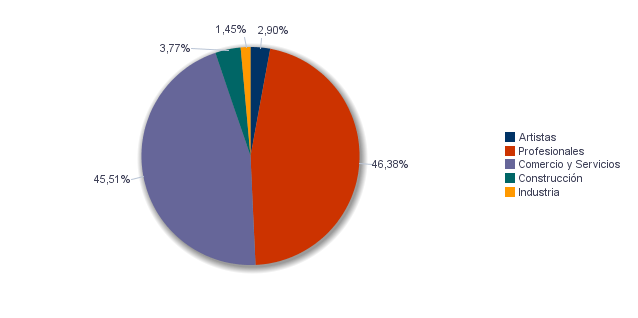 1,45%
2,90%
3,77%
46,38%
45,51%
Artistas
Profesionales
Comercio y Servicios
Construcción
Industria